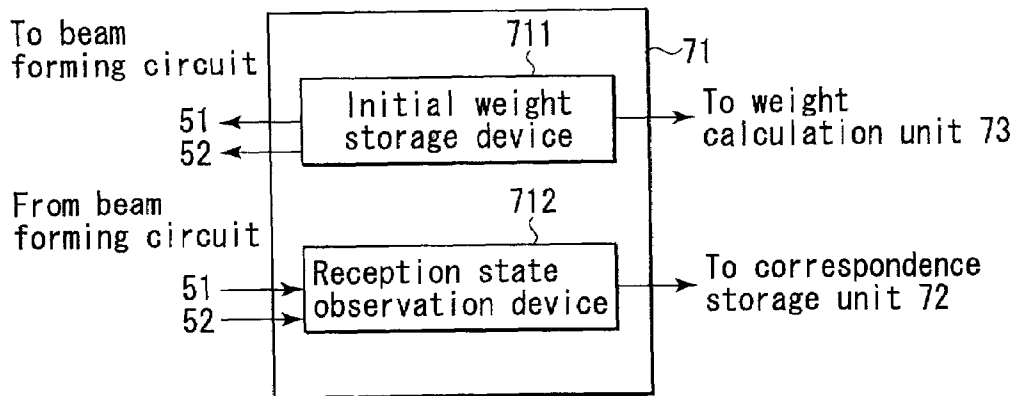 To beam
forming circuit
711
71
Initial weight
storage device
51
52
To weight
calculation unit 73
From beam
forming circuit
712
Reception state
observation device
51
52
To correspondence
storage unit 72